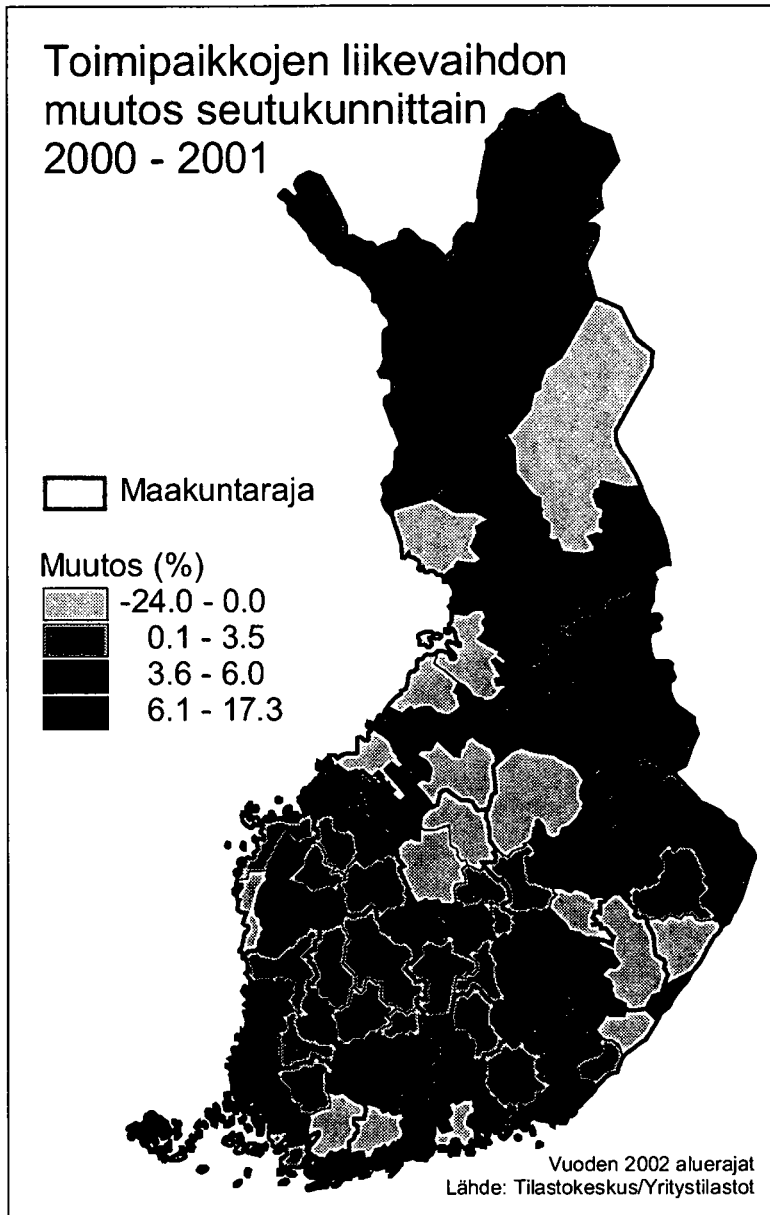 Toimipaikkojen liikevaihdon
muutos seutukunnittain
2000 - 2001
Maakuntaraja
Muutos (%)
-24.0 - 0.0
0.1 - 3.5
3.6 - 6.0
6.1 - 17.3
Vuoden 2002 aluerajat
Lähde: Tilastokeskus/Yritystilastot